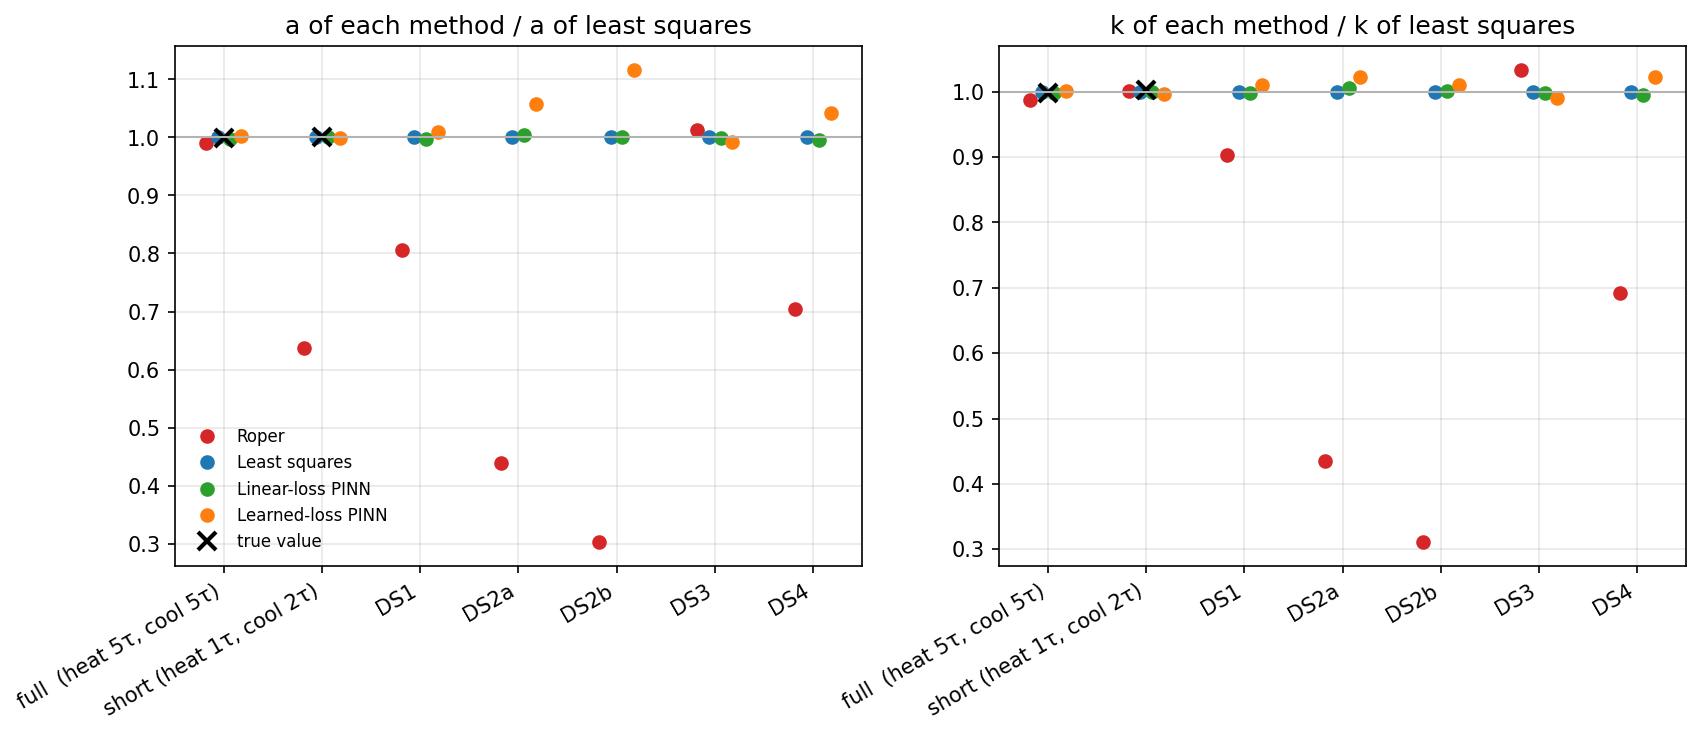 a of each method / a of least squares
1.1
1.0
0.9
0.8
0.7
0.6
0.5
0.4
0.3
Roper
Least squares
Linear-loss PINN
Learned-loss PINN
true value
full  (heat 5τ, cool 5τ)
short (heat 1τ, cool 2τ)
DS1
DS2a
DS2b
DS3
DS4
k of each method / k of least squares
1.0
0.9
0.8
0.7
0.6
0.5
0.4
0.3
full  (heat 5τ, cool 5τ)
short (heat 1τ, cool 2τ)
DS1
DS2a
DS2b
DS3
DS4